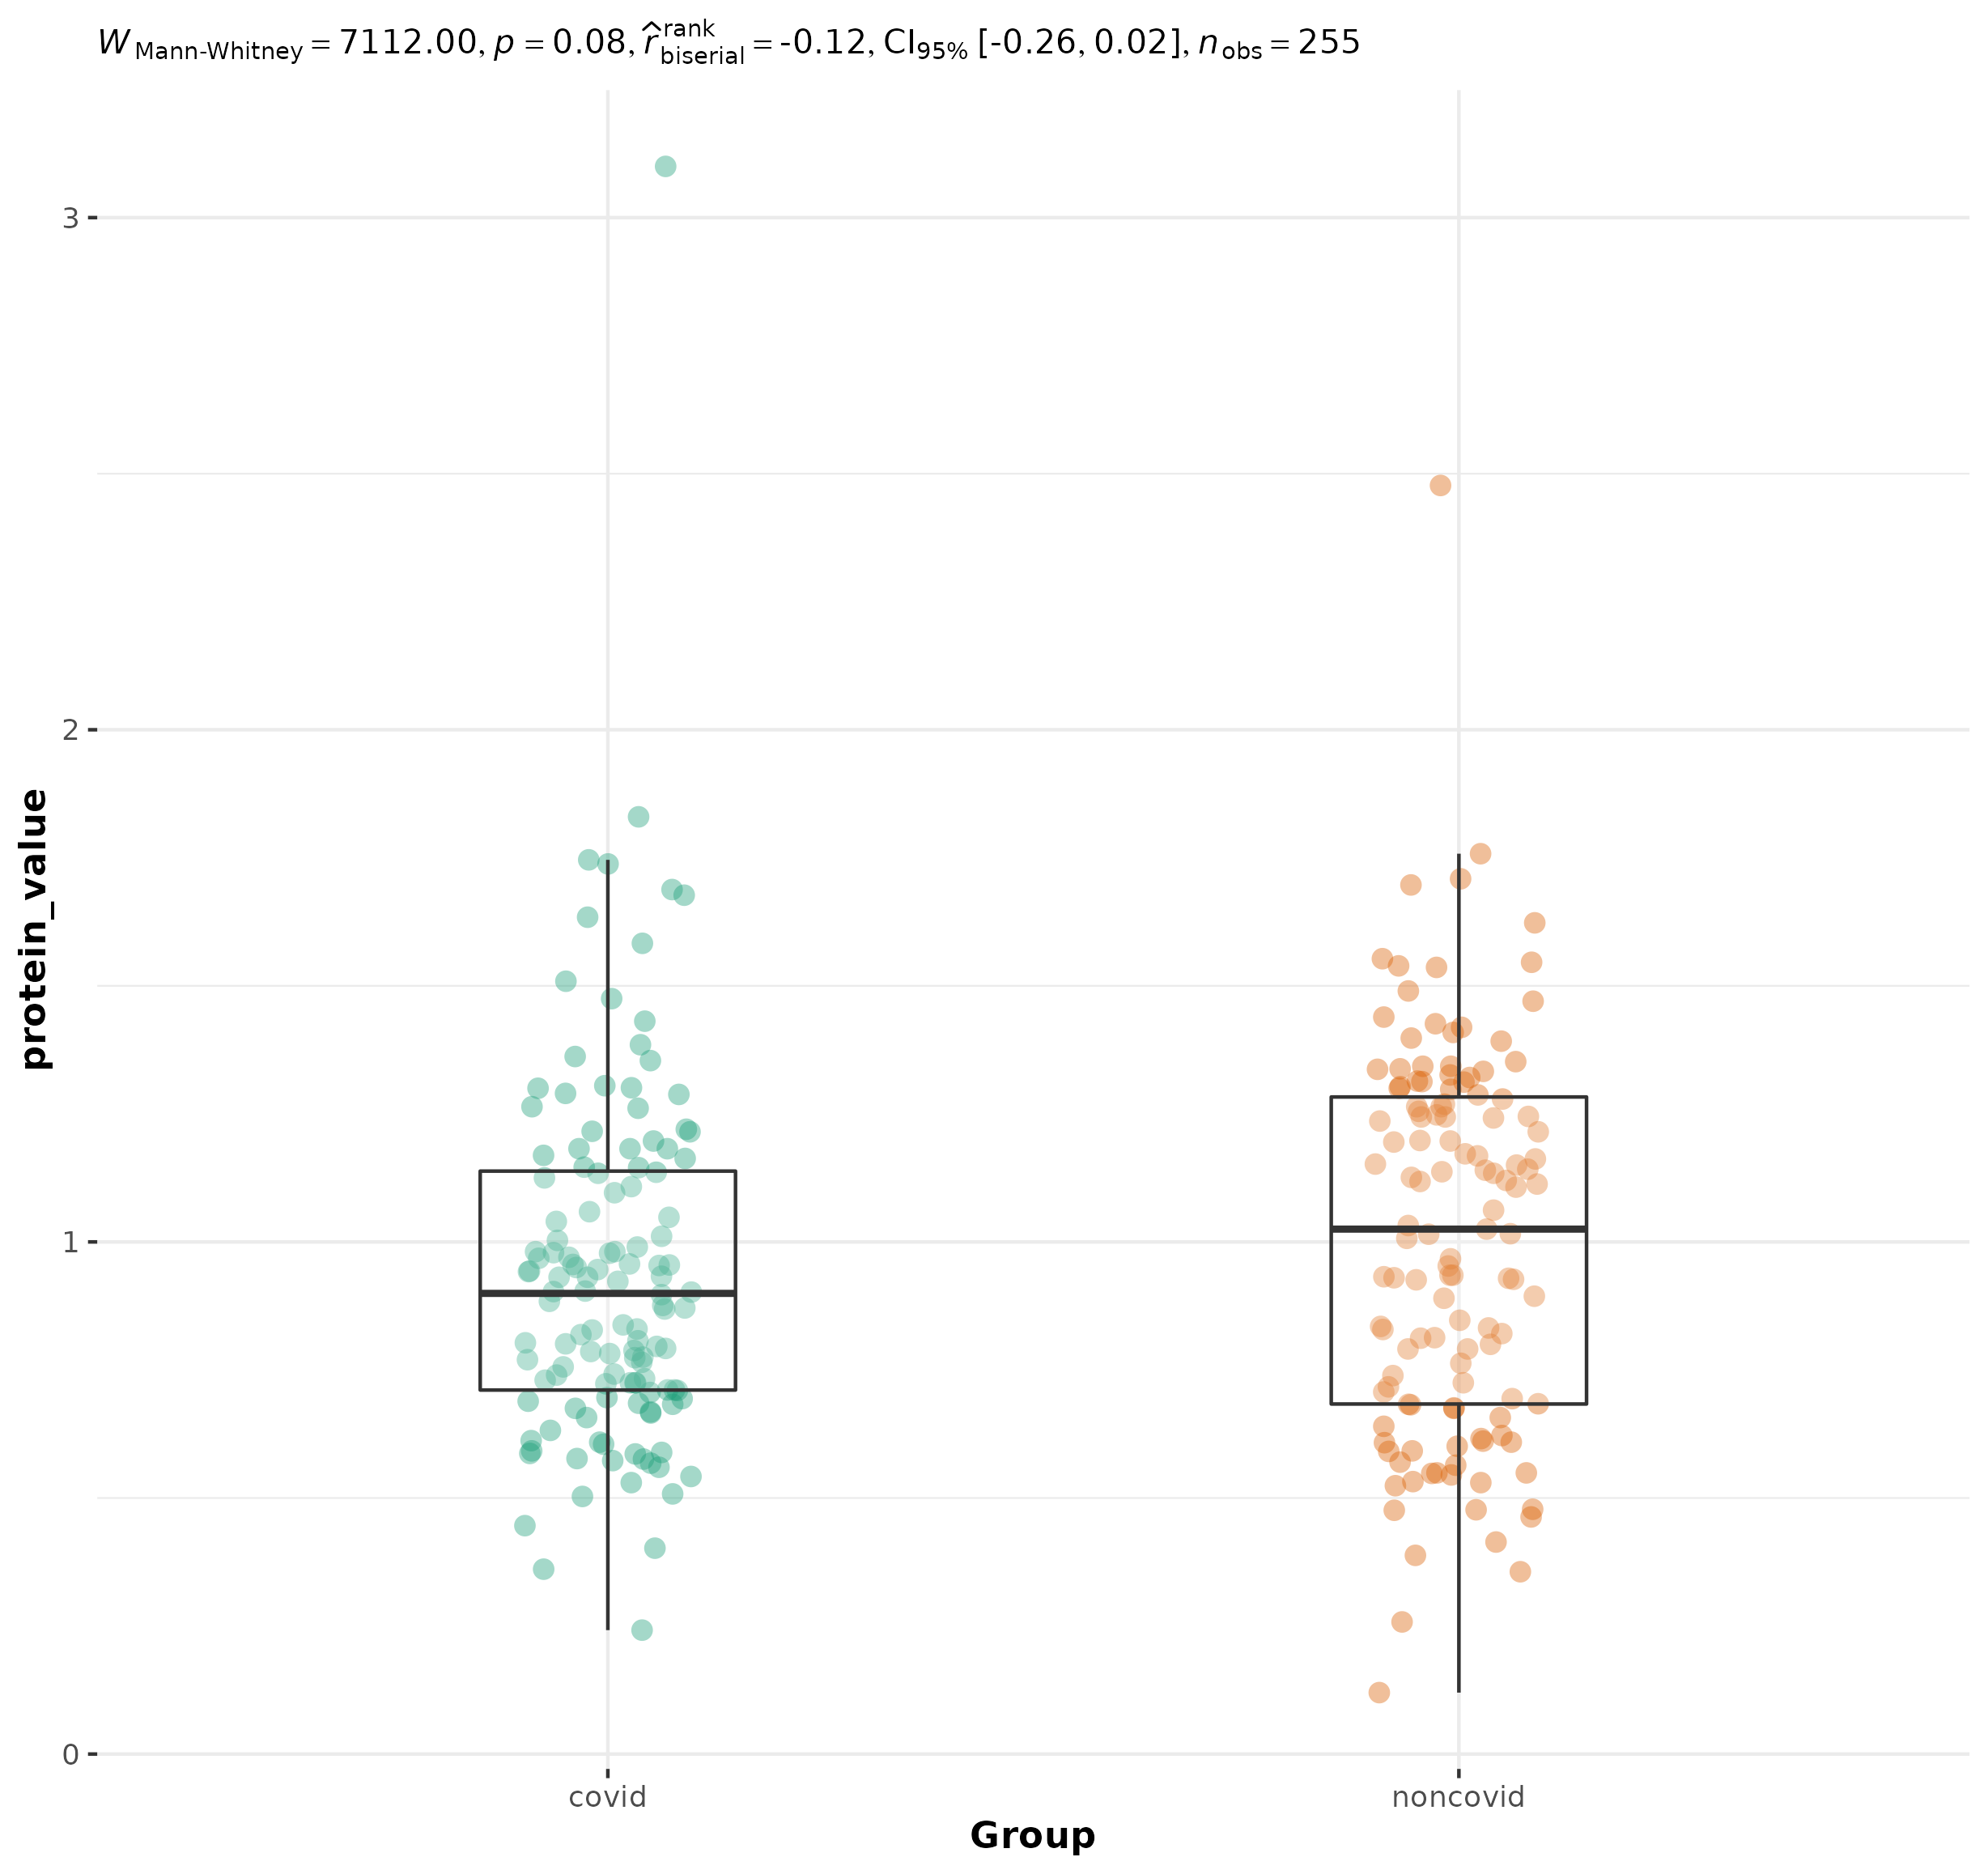 W Mann-Whitney = 7112.00, p = 0.08, r̂ rank biserial = -0.12, CI95% [-0.26, 0.02], nobs = 255
3
2
1
0
protein_value
covid noncovid
Group